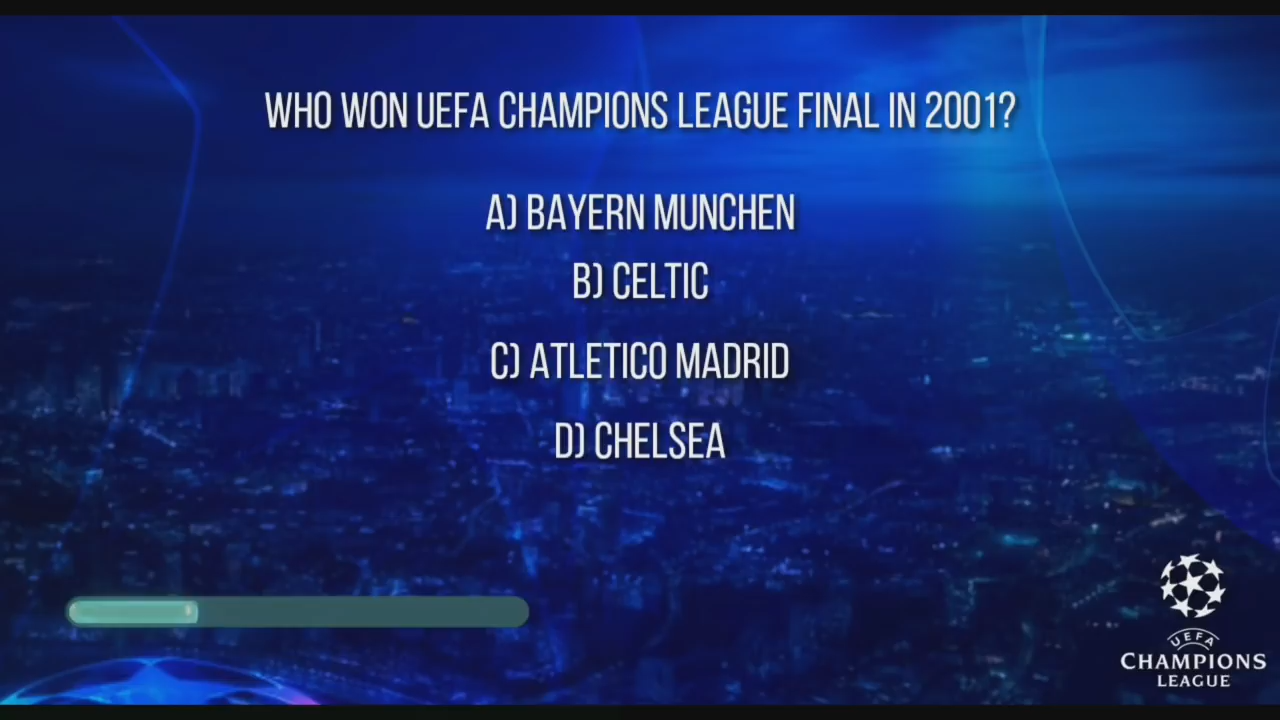 WHO WON UEFA CHAMPIONS LEAGUE FINAL IN 2001?
A) BAYERN MUNCHEN
B) CELTIC
C) ATLETICO MADRID
D) CHELSEA
UEFA
CHAMPIONS
LEAGUE